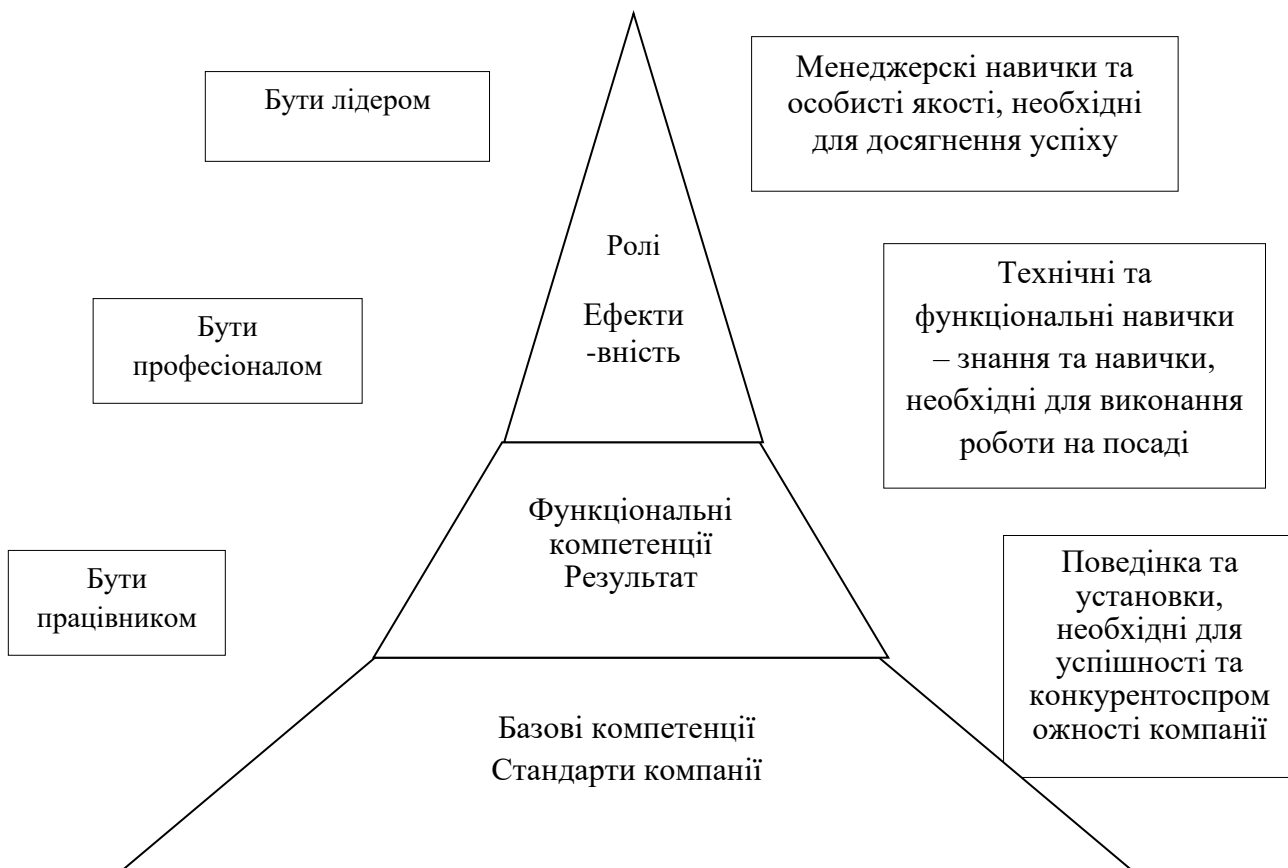 Бути лідером
Менеджерскі навички та
особисті якості, необхідні
для досягнення успіху
Ролі
Ефекти
-вність
Бути
професіоналом
Технічні та
функціональні навички
– знання та навички,
необхідні для виконання
роботи на посаді
Функціональні
компетенції
Результат
Бути
працівником
Поведінка та
установки,
необхідні для
успішності та
конкурентоспром
ожності компанії
Базові компетенції
Стандарти компанії